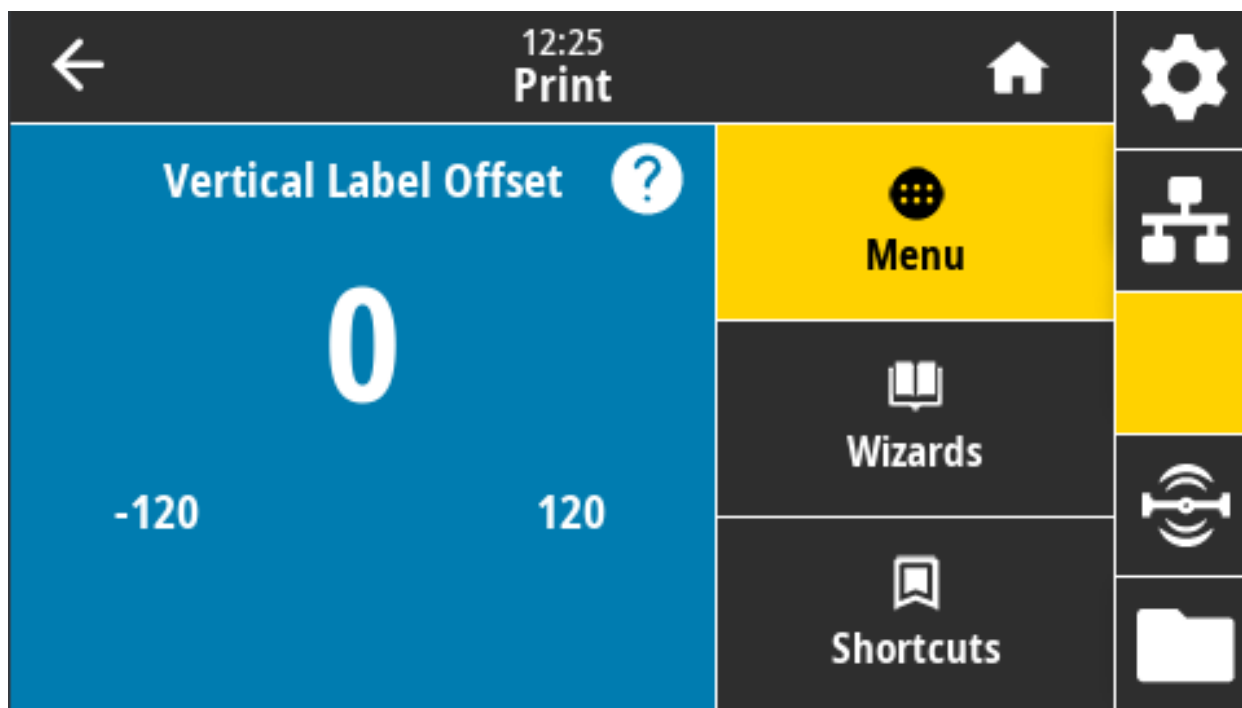 12:25
Print
Vertical Label Offset ?
0
-120 120
Menu
Wizards
Shortcuts